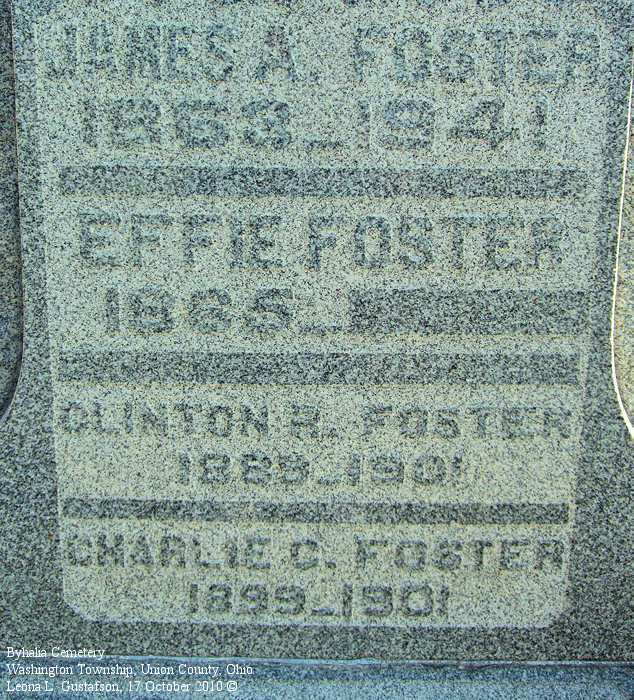 JAMES A. FOSTER
1863_1941
EFFIE FOSTER
1865_
CLINTON R. FOSTER
1889_1901
CHARLIE C. FOSTER
1899_1901
Byhalia Cemetery
Washington Township, Union County, Ohio
Leona L. Gustafson, 17 October 2010 ©